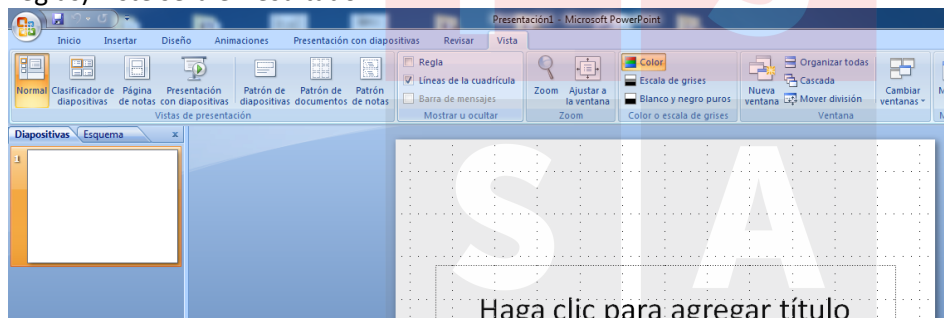 Presentación1 - Microsoft PowerPoint
Inicio Insertar Diseño Animaciones Presentación con diapositivas Revisar Vista
Normal
Clasificador de diapositivas
Página de notas
Presentación con diapositivas
Patrón de diapositivas
Patrón de documentos
Patrón de notas
Vistas de presentación
Regla
Líneas de la cuadrícula
Barra de mensajes
Mostrar u ocultar
Zoom
Ajustar a la ventana
Zoom
Color
Escala de grises
Blanco y negro puros
Color o escala de grises
Nueva ventana
Organizar todas
Cascada
Mover división
Cambiar ventanas
Ventana
Diapositivas Esquema x
1
Haga clic para agregar título
S A